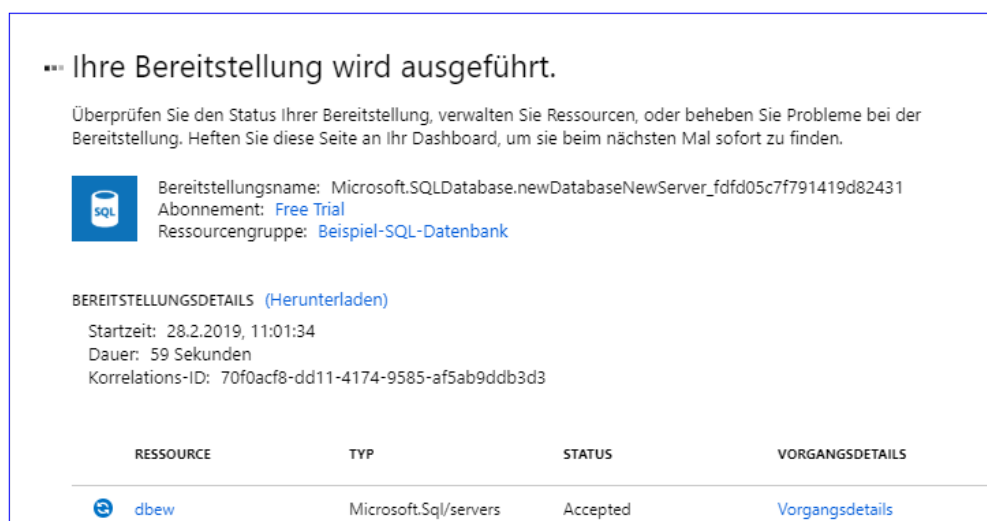 Ihre Bereitstellung wird ausgeführt.
Überprüfen Sie den Status Ihrer Bereitstellung, verwalten Sie Ressourcen, oder beheben Sie Probleme bei der
Bereitstellung. Heften Sie diese Seite an Ihr Dashboard, um sie beim nächsten Mal sofort zu finden.
SQL
Bereitstellungsname: Microsoft.SQLDatabase.newDatabaseNewServer_fdfd05c7f791419d82431
Abonnement: Free Trial
Ressourcengruppe: Beispiel-SQL-Datenbank
BEREITSTELLUNGSDETAILS (Herunterladen)
Startzeit: 28.2.2019, 11:01:34
Dauer: 59 Sekunden
Korrelations-ID: 70f0acf8-dd11-4174-9585-af5ab9ddb3d3
RESSOURCE TYP STATUS VORGANGSDETAILS
dbew Microsoft.Sql/servers Accepted Vorgangsdetails